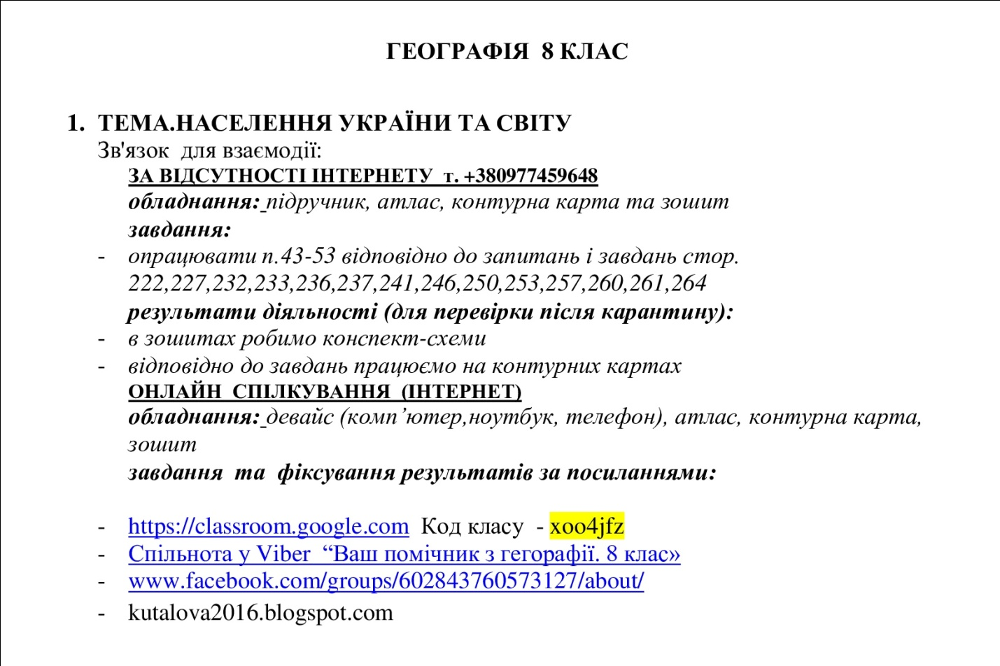 ГЕОГРАФІЯ  8 КЛАС
1. ТЕМА.НАСЕЛЕННЯ УКРАЇНИ ТА СВІТУ
Зв'язок  для взаємодії:
ЗА ВІДСУТНОСТІ ІНТЕРНЕТУ  т. +380977459648
обладнання: підручник, атлас, контурна карта та зошит
завдання:
- опрацювати п.43-53 відповідно до запитань і завдань стор.
222,227,232,233,236,237,241,246,250,253,257,260,261,264
результати діяльності (для перевірки після карантину):
- в зошитах робимо конспект-схеми
- відповідно до завдань працюємо на контурних картах
ОНЛАЙН  СПІЛКУВАННЯ  (ІНТЕРНЕТ)
обладнання: девайс (комп’ютер,ноутбук, телефон), атлас, контурна карта,
зошит
завдання  та  фіксування результатів за посиланнями:
- https://classroom.google.com  Код класу  - xoo4jfz
- Спільнота у Viber  “Ваш помічник з гегорафії. 8 клас»
- www.facebook.com/groups/602843760573127/about/
- kutalova2016.blogspot.com